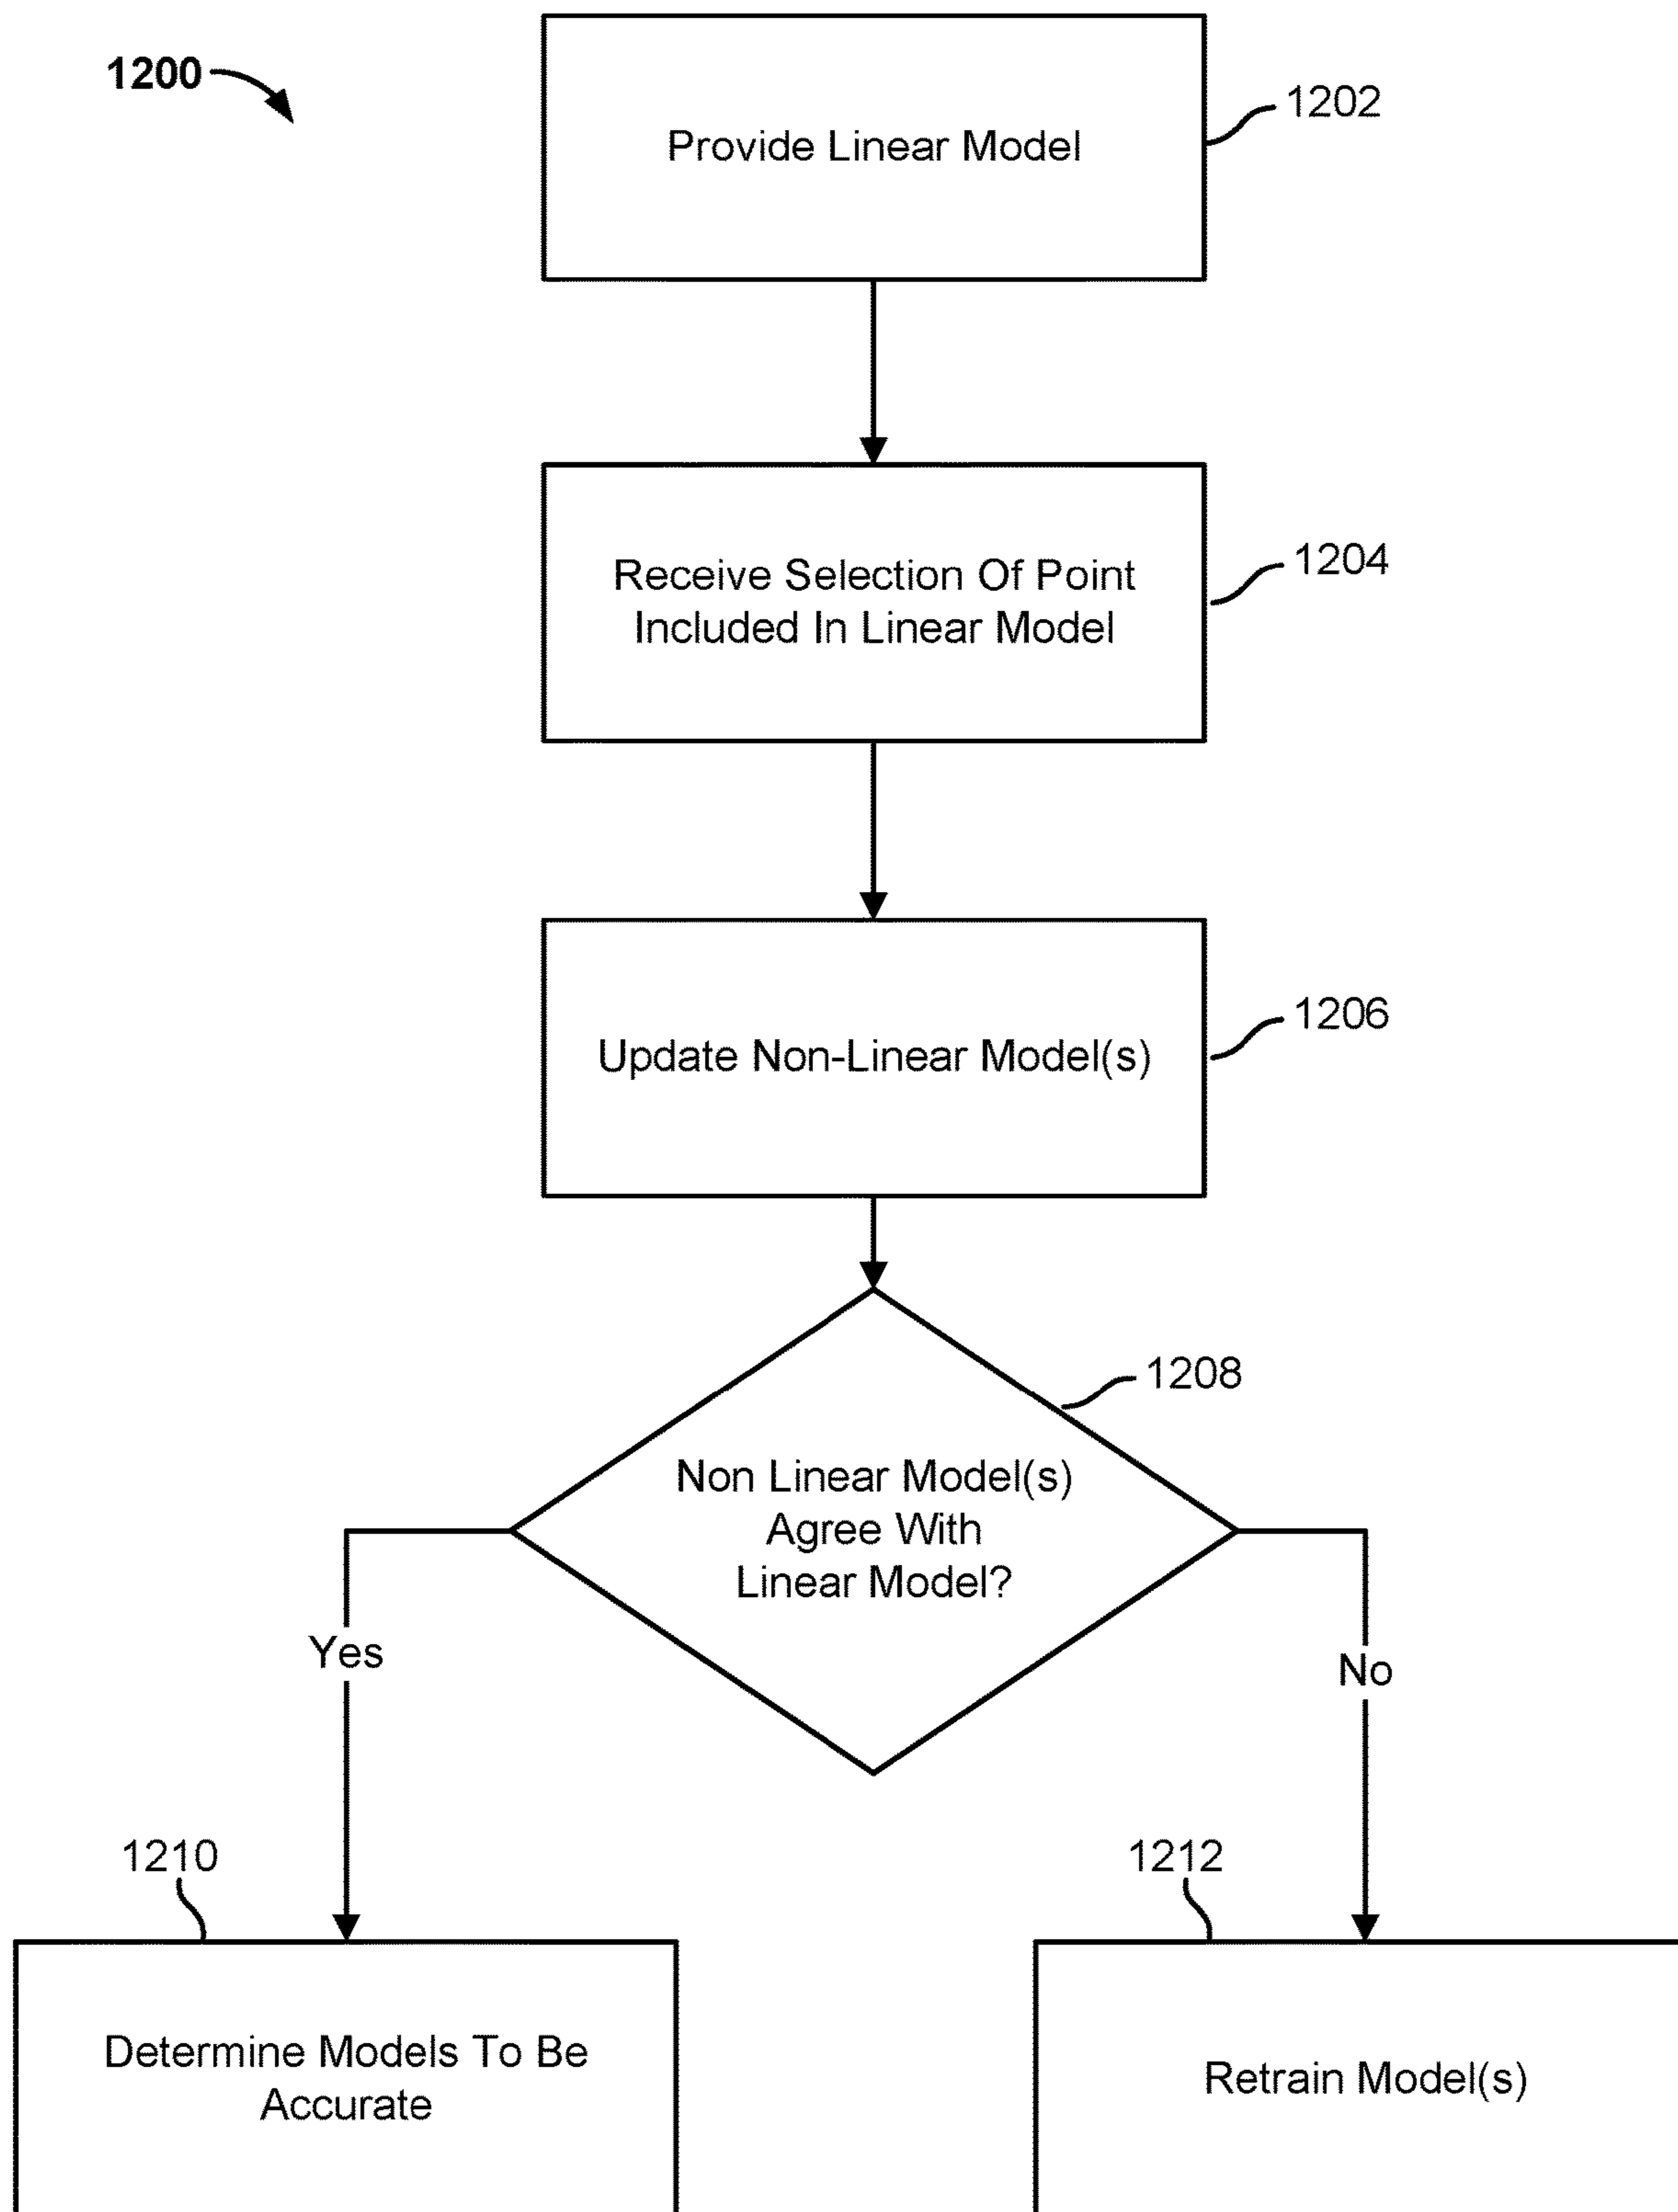 1200
Provide Linear Model
1202
Receive Selection Of Point
Included In Linear Model
1204
Update Non-Linear Model(s)
1206
1208
Non Linear Model(s)
Agree With
Linear Model?
Yes
No
1210
Determine Models To Be
Accurate
1212
Retrain Model(s)